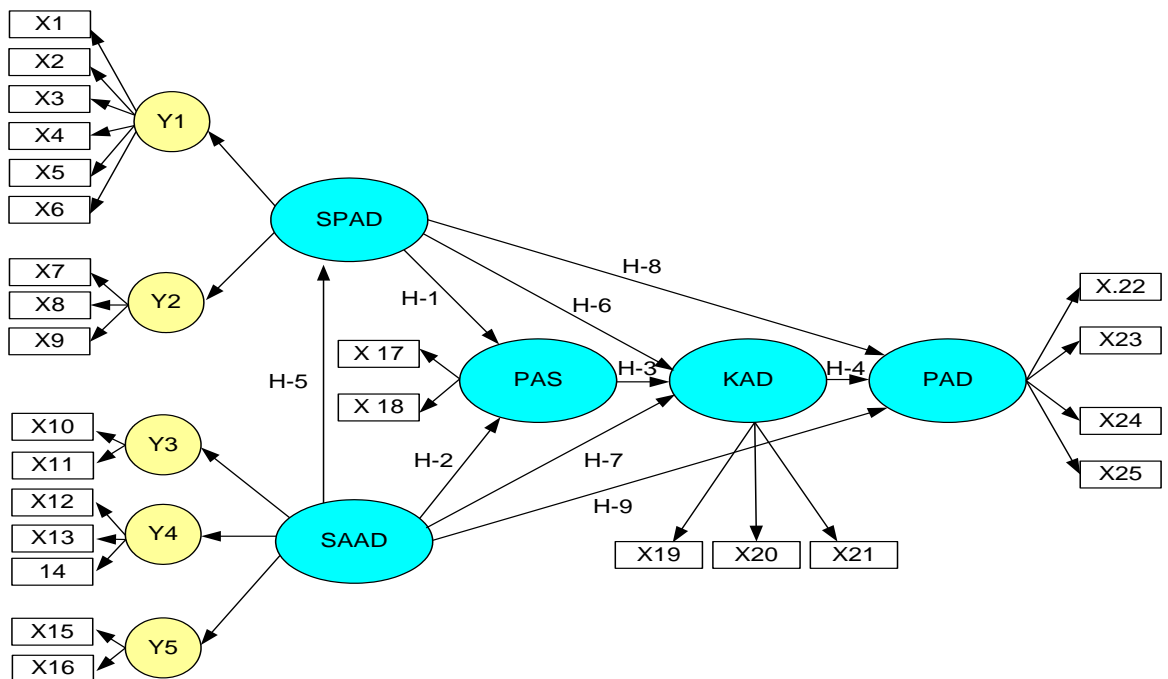 X1
X2
X3
X4
X5
X6
Y1
SPAD
X7
X8
X9
Y2
H-8
H-1
H-6
X.22
X23
X24
X25
H-5
X 17
X 18
PAS
H-3
KAD
H-4
PAD
X10
X11
Y3
H-2
H-7
H-9
X12
X13
14
Y4
SAAD
X19
X20
X21
X15
X16
Y5